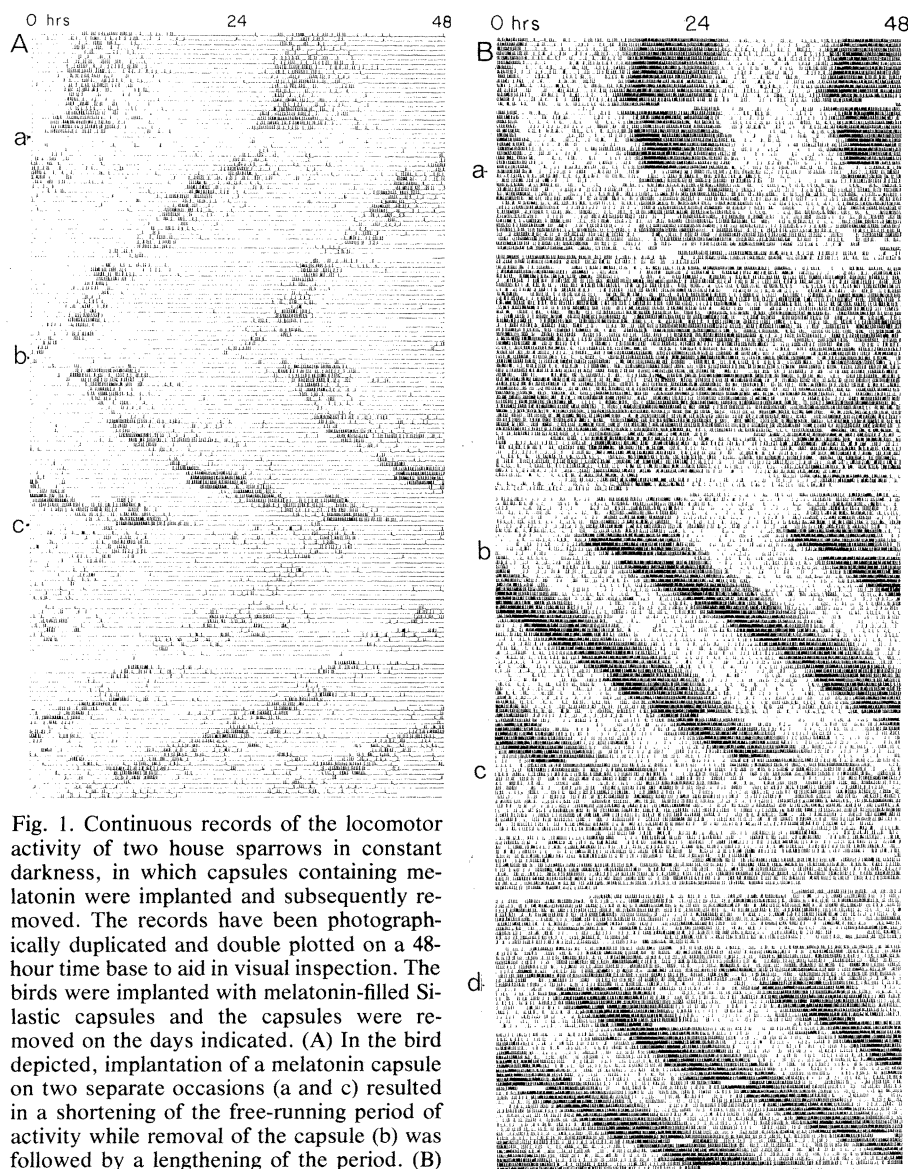 0 hrs 24 48
A
a
b
c
0 hrs 24 48
B
a
b
c
d
Fig. 1. Continuous records of the locomotor
activity of two house sparrows in constant
darkness, in which capsules containing me-
latonin were implanted and subsequently re-
moved. The records have been photograph-
ically duplicated and double plotted on a 48-
hour time base to aid in visual inspection. The
birds were implanted with melatonin-filled Si-
lastic capsules and the capsules were re-
moved on the days indicated. (A) In the bird
depicted, implantation of a melatonin capsule
on two separate occasions (a and c) resulted
in a shortening of the free-running period of
activity while removal of the capsule (b) was
followed by a lengthening of the period. (B)